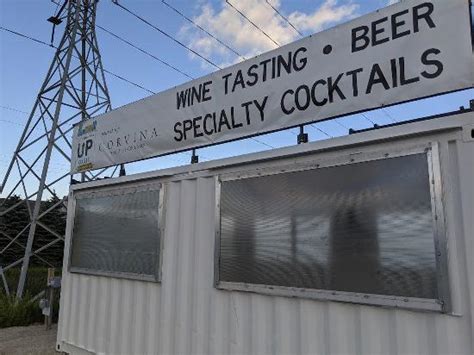 WINE TASTING • BEER
SPECIALTY COCKTAILS
UP
CORVINA